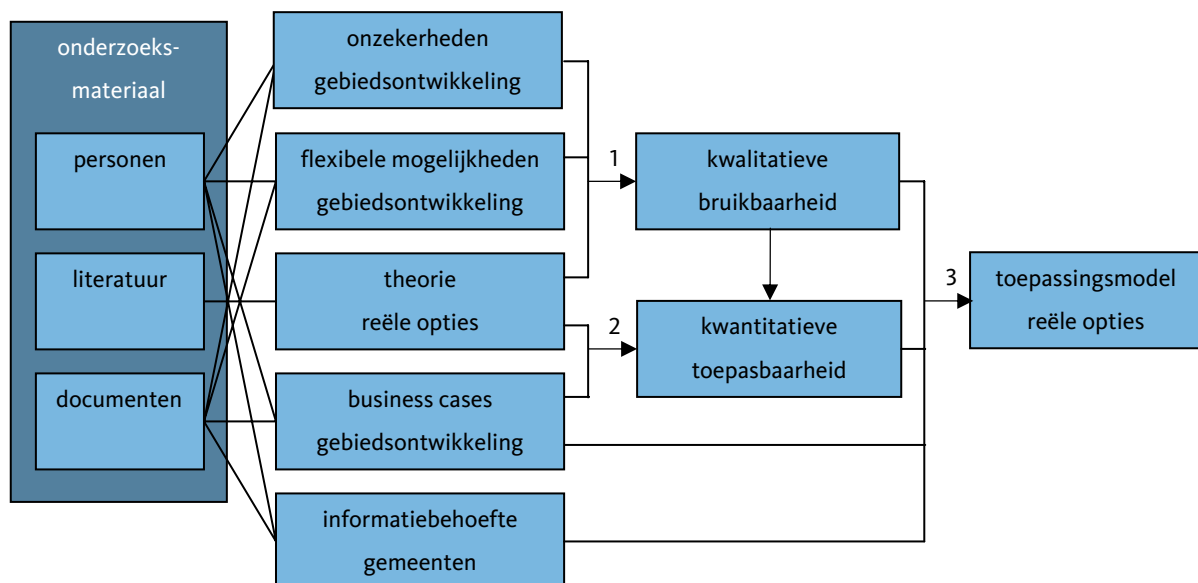 onderzoeks-
materiaal
personen
literatuur
documenten
onzekerheden
gebiedsontwikkeling
flexibele mogelijkheden
gebiedsontwikkeling
theorie
reële opties
business cases
gebiedsontwikkeling
informatiebehoefte
gemeenten
1
kwalitatieve
bruikbaarheid
2
kwantitatieve
toepasbaarheid
3
toepassingsmodel
reële opties